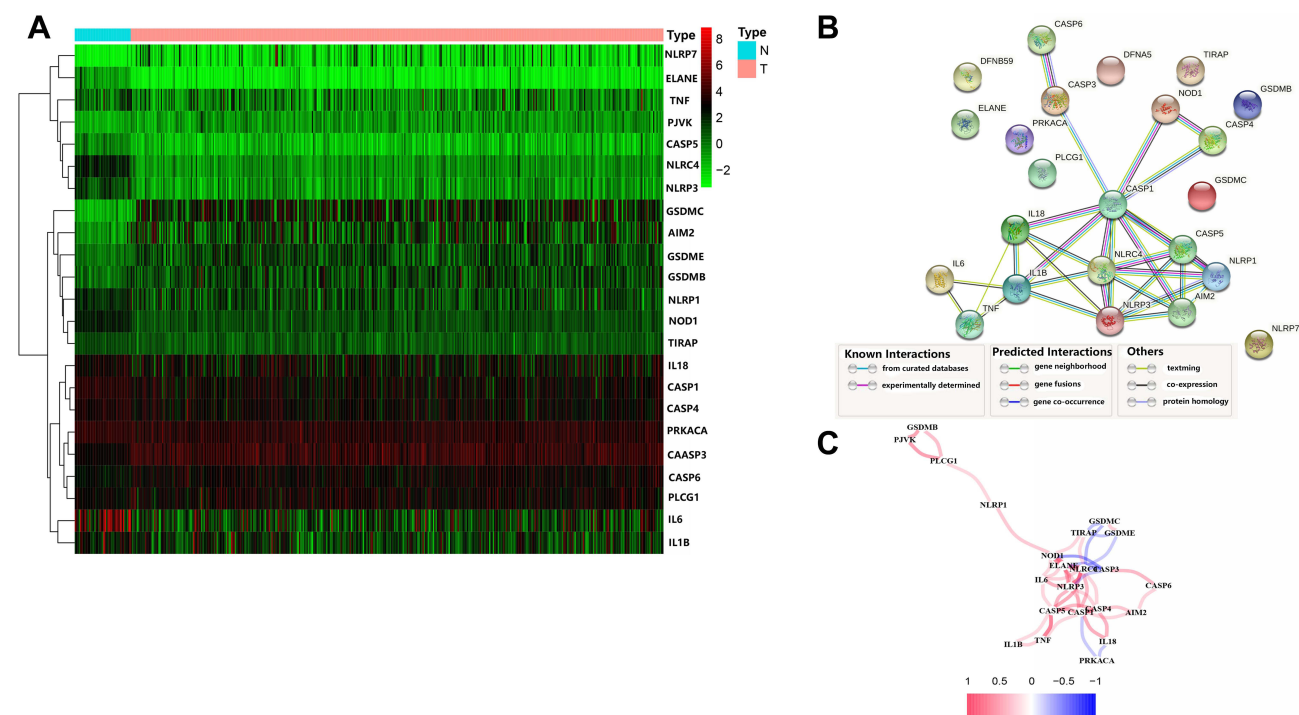 A
Type
NLRP7
ELANE
TNF
PJVK
CASP5
NLRC4
NLRP3
GSDMC
AIM2
GSDME
GSDMB
NLRP1
NOD1
TIRAP
IL18
CASP1
CASP4
PRKACA
CAASP3
CASP6
PLCG1
IL6
IL1B
8
6
4
2
0
−2
Type
N
T
B
CASP6
DFNB59
DFNA5
TIRAP
CASP3
NOD1
GSDMB
ELANE
PRKACA
CASP4
PLCG1
CASP1
GSDMC
IL18
CASP5
NLRC4
NLRP1
IL6
IL1B
AIM2
NLRP3
TNF
NLRP7
Known Interactions
from curated databases
experimentally determined
Predicted Interactions
gene neighborhood
gene fusions
gene co-occurrence
Others
textming
co-expression
protein homology
C
GSDMB
PJVK
PLCG1
NLRP1
GSDMC
TIRAP GSDME
NOD1
ELANE
CASP3
IL6
NLRP3
CASP6
CASP5 CASP1 CASP4
AIM2
TNF
IL1B
IL18
PRKACA
1 0.5 0 −0.5 −1